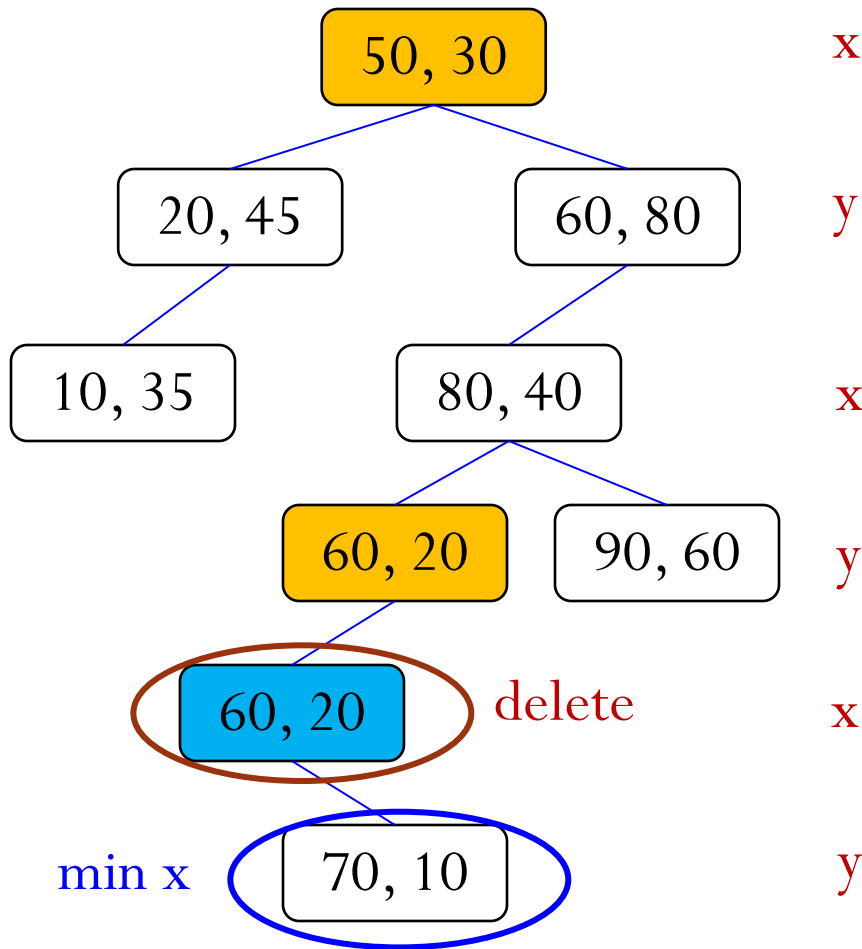 50, 30 x
20, 45 60, 80 y
10, 35 80, 40 x
60, 20 90, 60 y
60, 20 delete x
min x 70, 10 y